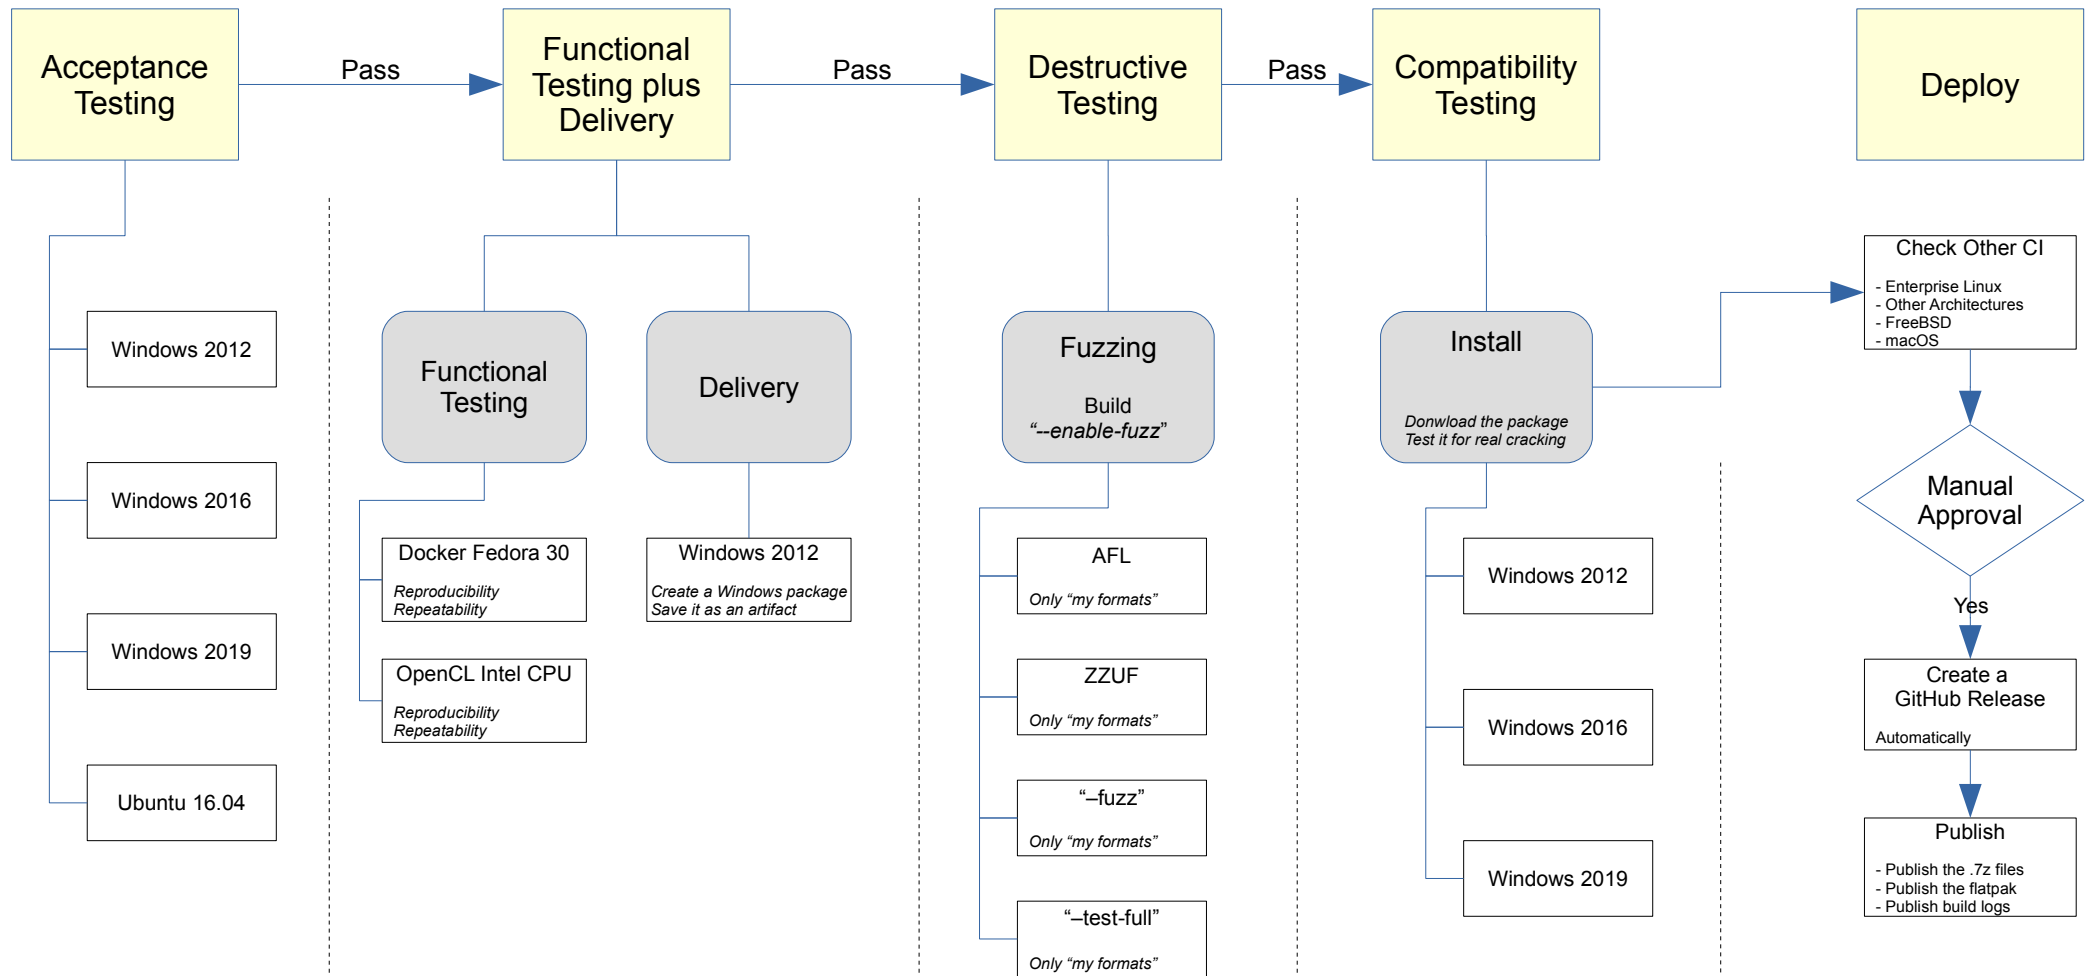 Acceptance
Testing
Pass
Functional
Testing plus
Delivery
Pass
Destructive
Testing
Pass
Compatibility
Testing
Deploy
Windows 2012
Windows 2016
Windows 2019
Ubuntu 16.04
Functional
Testing
Docker Fedora 30
Reproducibility
Repeatability
OpenCL Intel CPU
Reproducibility
Repeatability
Delivery
Windows 2012
Create a Windows package
Save it as an artifact
Fuzzing
Build
“--enable-fuzz”
AFL
Only “my formats”
ZZUF
Only “my formats”
“–fuzz”
Only “my formats”
“–test-full”
Only “my formats”
Install
Donwload the package
Test it for real cracking
Windows 2012
Windows 2016
Windows 2019
Check Other CI
- Enterprise Linux
- Other Architectures
- FreeBSD
- macOS
Manual
Approval
Yes
Create a
GitHub Release
Automatically
Publish
- Publish the .7z files
- Publish the flatpak
- Publish build logs